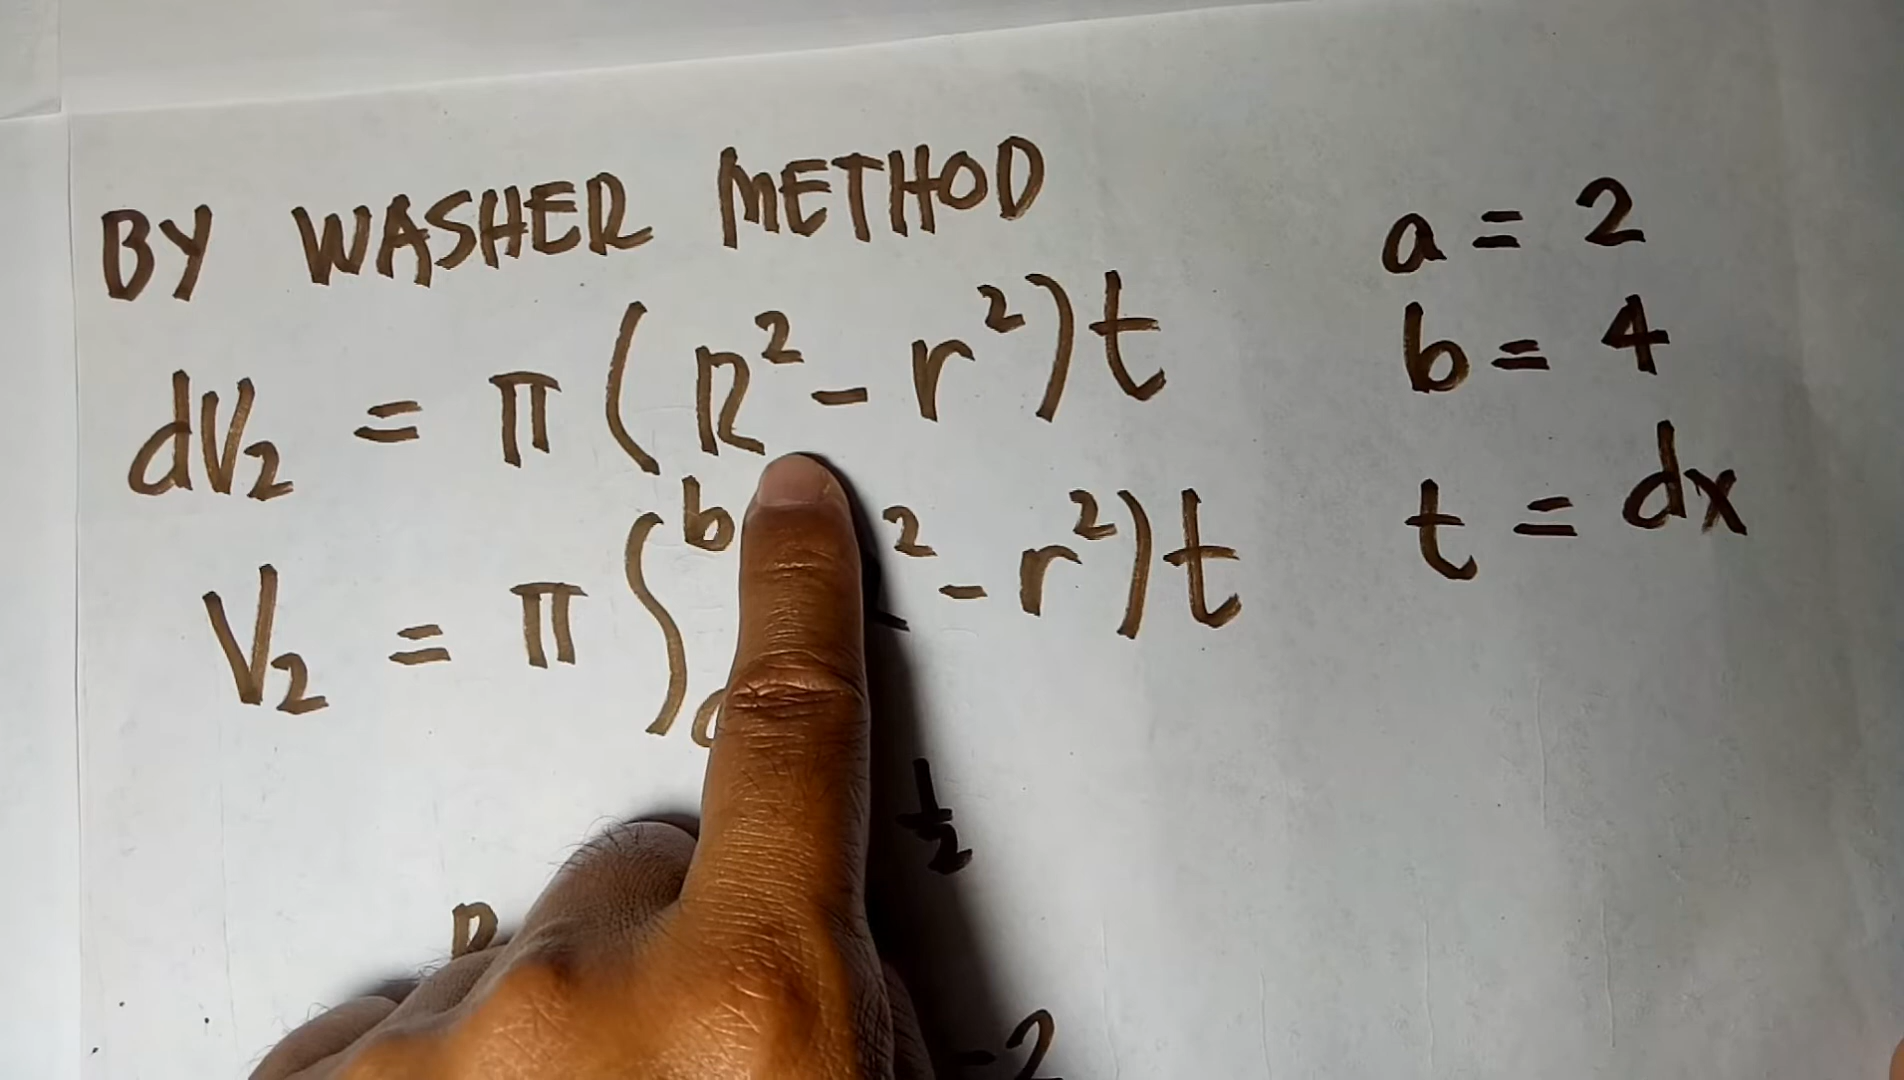 BY WASHER METHOD
dV₂ = π (R² - r²)t
V₂ = π ∫ b ² - r²)t
a = 2
b = 4
t = dx